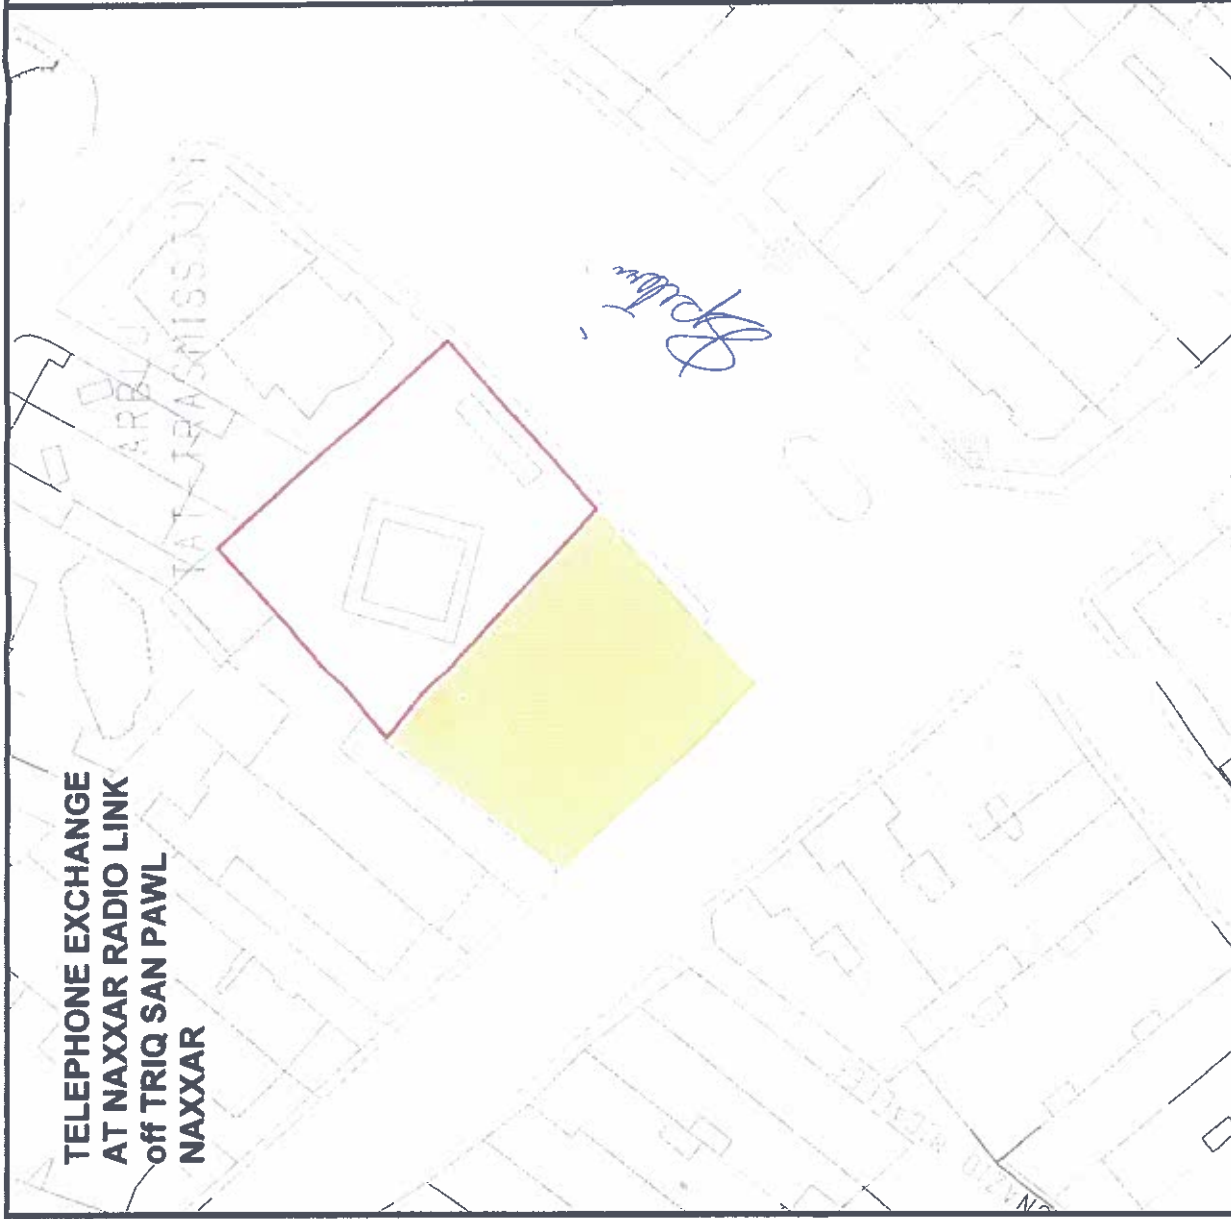 TELEPHONE EXCHANGE
AT NAXXAR RADIO LINK
off TRIQ SAN PAWL
NAXXAR
ARBLU
TAT-TRASMISSJONI